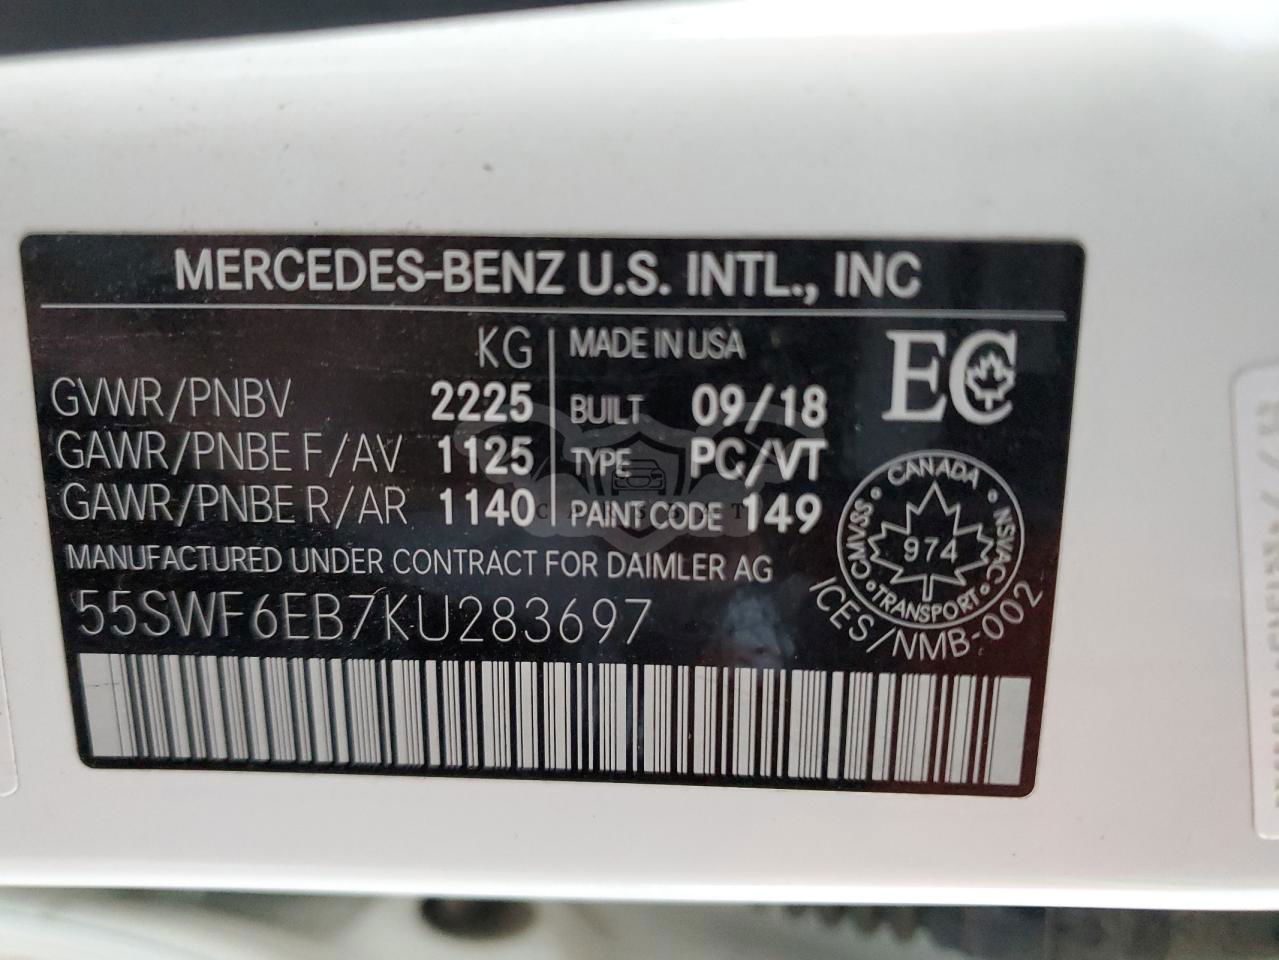 MERCEDES-BENZ U.S. INTL., INC
KG
GVWR/PNBV 2225
GAWR/PNBE F/AV 1125
GAWR/PNBE R/AR 1140
MADE IN USA
BUILT 09/18
TYPE PC/VT
PAINT CODE 149
EC
CANADA
CMVSS
NSVAC
974
TRANSPORT
ICES/NMB-002
MANUFACTURED UNDER CONTRACT FOR DAIMLER AG
55SWF6EB7KU283697